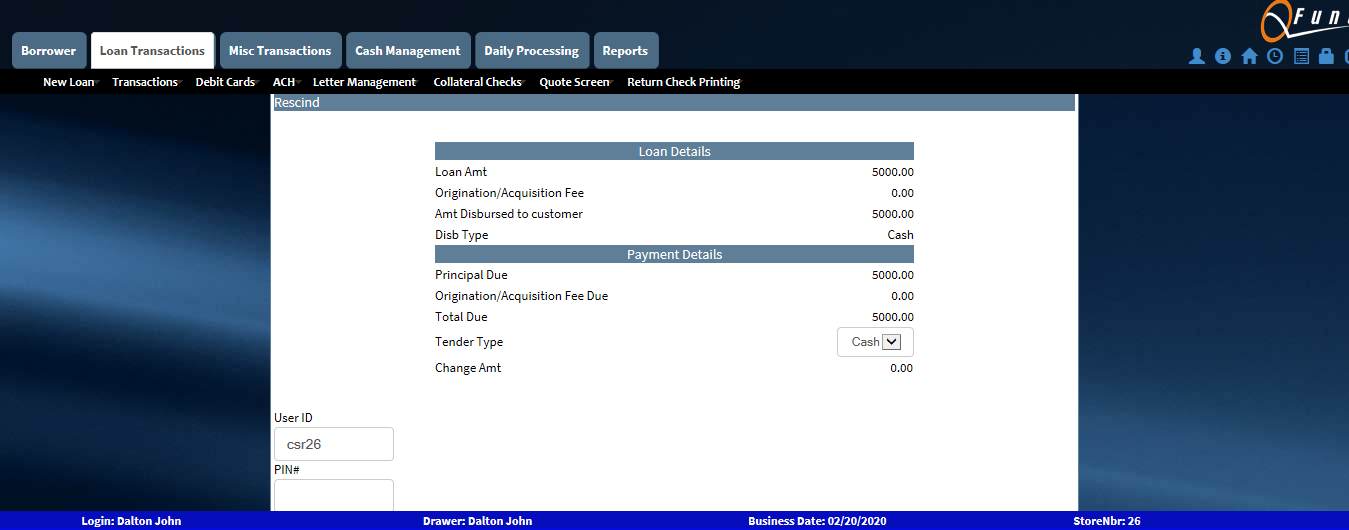 Fun
Borrower Loan Transactions Misc Transactions Cash Management Daily Processing Reports
New Loan Transactions Debit Cards ACH Letter Management Collateral Checks Quote Screen Return Check Printing
Rescind
Loan Details
Loan Amt 5000.00
Origination/Acquisition Fee 0.00
Amt Disbursed to customer 5000.00
Disb Type Cash
Payment Details
Principal Due 5000.00
Origination/Acquisition Fee Due 0.00
Total Due 5000.00
Tender Type Cash
Change Amt 0.00
User ID
csr26
PIN#
Login: Dalton John Drawer: Dalton John Business Date: 02/20/2020 StoreNbr: 26